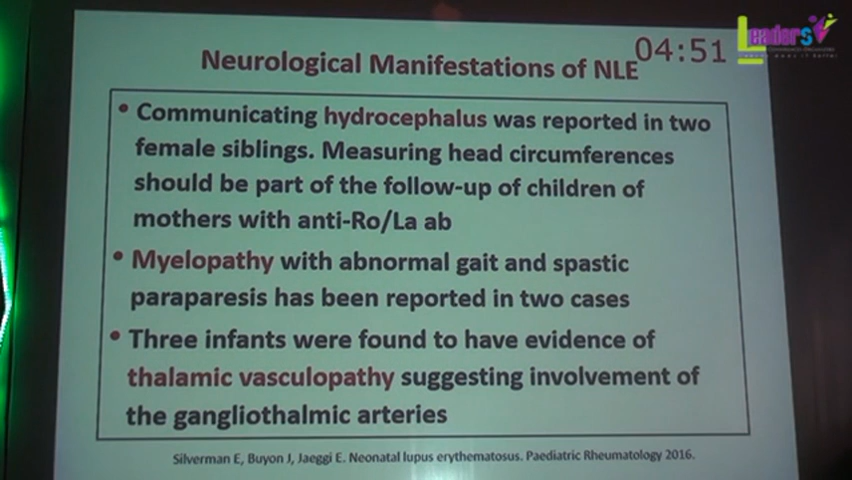 Neurological Manifestations of NLE
04:51
Leaders
• Communicating hydrocephalus was reported in two
female siblings. Measuring head circumferences
should be part of the follow-up of children of
mothers with anti-Ro/La ab
• Myelopathy with abnormal gait and spastic
paraparesis has been reported in two cases
• Three infants were found to have evidence of
thalamic vasculopathy suggesting involvement of
the gangliothalmic arteries
Silverman E, Buyon J, Jaeggi E. Neonatal lupus erythematosus. Paediatric Rheumatology 2016.